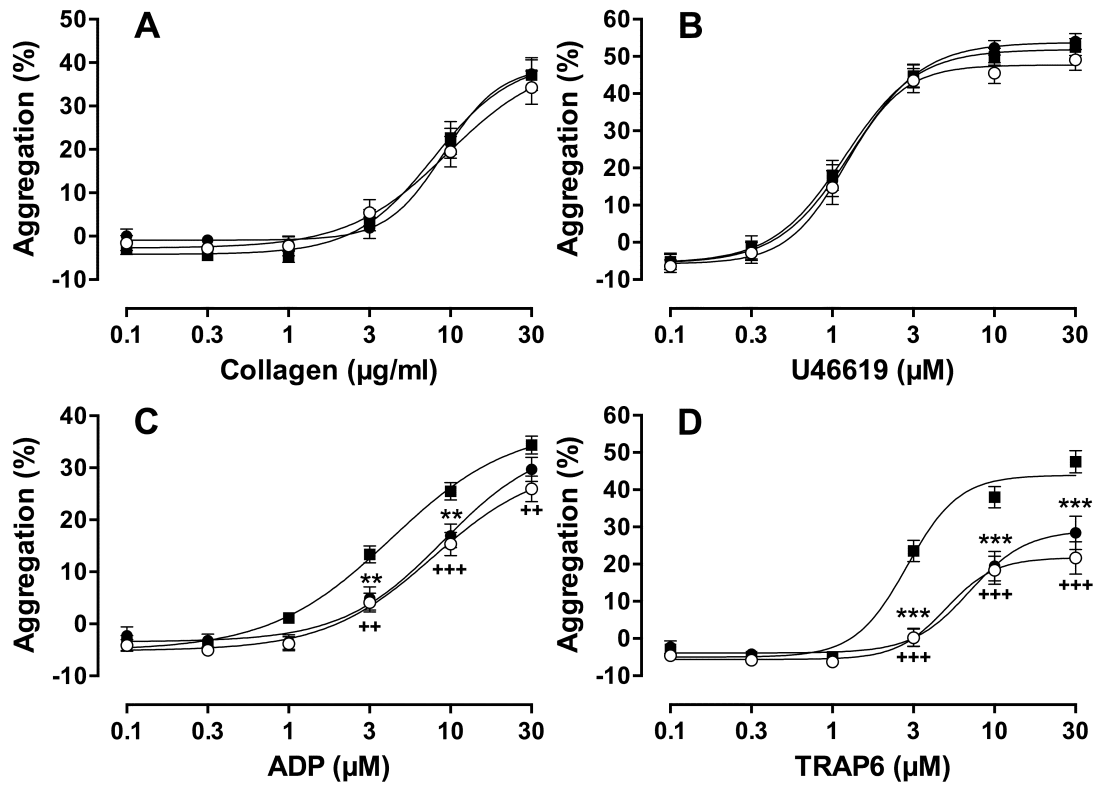 A
Aggregation (%)
50
40
30
20
10
0
-10
0.1 0.3 1 3 10 30
Collagen (µg/ml)
B
Aggregation (%)
60
50
40
30
20
10
0
-10
0.1 0.3 1 3 10 30
U46619 (µM)
C
Aggregation (%)
40
30
20
10
0
-10
** **
++ +++ ++
0.1 0.3 1 3 10 30
ADP (µM)
D
Aggregation (%)
60
50
40
30
20
10
0
-10
*** *** ***
+++ +++ +++
0.1 0.3 1 3 10 30
TRAP6 (µM)